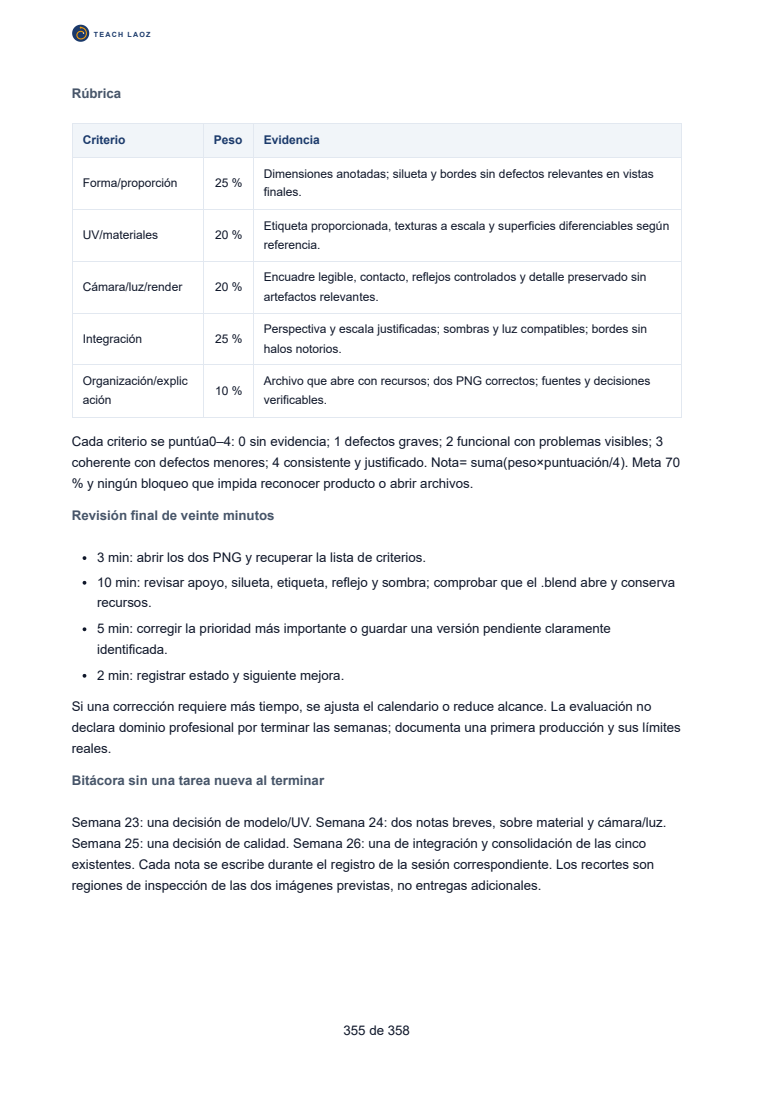 TEACH LAOZ
Rúbrica
Criterio Peso Evidencia
Forma/proporción 25 % Dimensiones anotadas; silueta y bordes sin defectos relevantes en vistas
finales.
UV/materiales 20 % Etiqueta proporcionada, texturas a escala y superficies diferenciables según
referencia.
Cámara/luz/render 20 % Encuadre legible, contacto, reflejos controlados y detalle preservado sin
artefactos relevantes.
Integración 25 % Perspectiva y escala justificadas; sombras y luz compatibles; bordes sin
halos notorios.
Organización/explic
ación 10 % Archivo que abre con recursos; dos PNG correctos; fuentes y decisiones
verificables.
Cada criterio se puntúa0–4: 0 sin evidencia; 1 defectos graves; 2 funcional con problemas visibles; 3
coherente con defectos menores; 4 consistente y justificado. Nota= suma(peso×puntuación/4). Meta 70
% y ningún bloqueo que impida reconocer producto o abrir archivos.
Revisión final de veinte minutos
• 3 min: abrir los dos PNG y recuperar la lista de criterios.
• 10 min: revisar apoyo, silueta, etiqueta, reflejo y sombra; comprobar que el .blend abre y conserva
recursos.
• 5 min: corregir la prioridad más importante o guardar una versión pendiente claramente
identificada.
• 2 min: registrar estado y siguiente mejora.
Si una corrección requiere más tiempo, se ajusta el calendario o reduce alcance. La evaluación no
declara dominio profesional por terminar las semanas; documenta una primera producción y sus límites
reales.
Bitácora sin una tarea nueva al terminar
Semana 23: una decisión de modelo/UV. Semana 24: dos notas breves, sobre material y cámara/luz.
Semana 25: una decisión de calidad. Semana 26: una de integración y consolidación de las cinco
existentes. Cada nota se escribe durante el registro de la sesión correspondiente. Los recortes son
regiones de inspección de las dos imágenes previstas, no entregas adicionales.
355 de 358